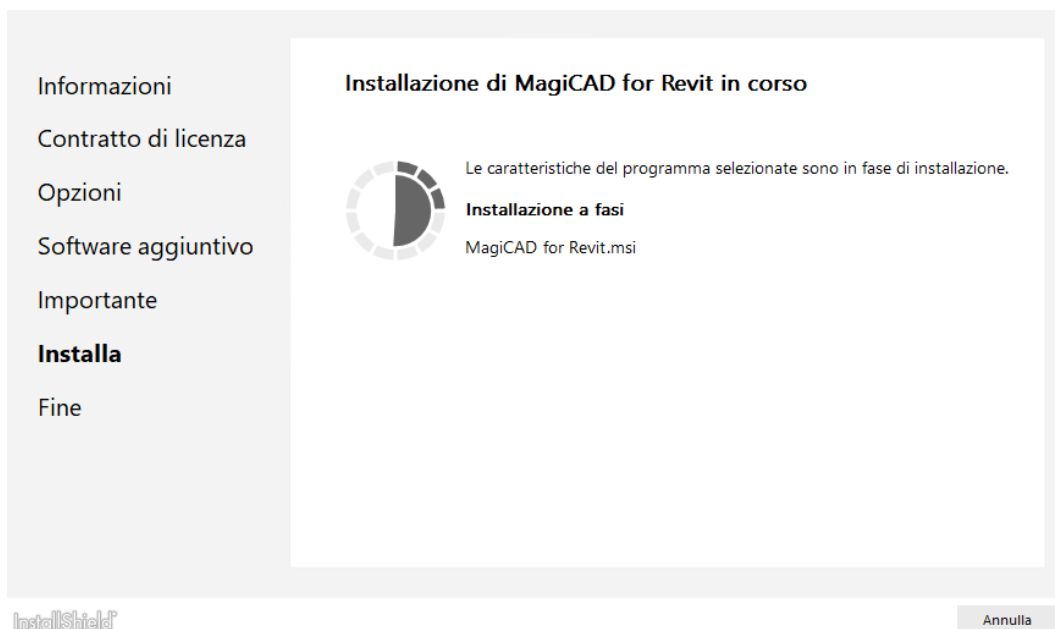 Informazioni
Contratto di licenza
Opzioni
Software aggiuntivo
Importante
Installa
Fine
Installazione di MagiCAD for Revit in corso
Le caratteristiche del programma selezionate sono in fase di installazione.
Installazione a fasi
MagiCAD for Revit.msi
InstallShield
Annulla